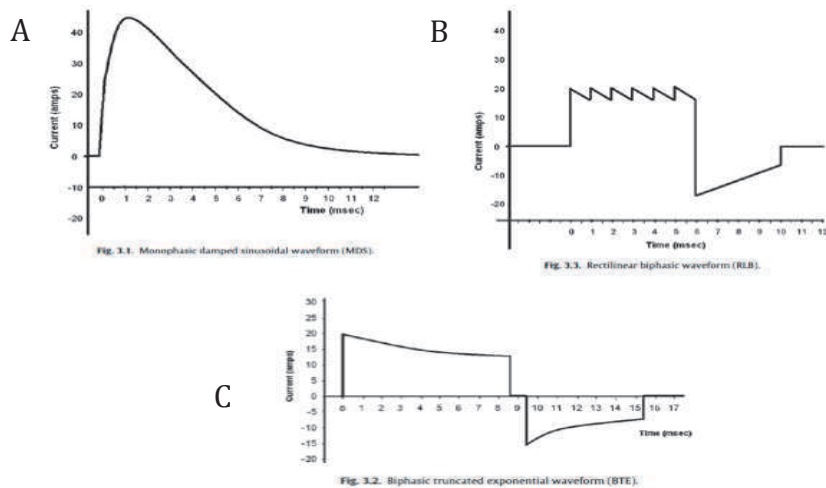 A
Current (amps)
40
30
20
10
0
-10
-20
0 1 2 3 4 5 6 7 8 9 10 11 12
Time (msec)
Fig. 3.1. Monophasic damped sinusoidal waveform (MDS).
B
Current (amps)
40
30
20
10
0
-10
-20
0 1 2 3 4 5 6 7 8 9 10 11 12
Time (msec)
Fig. 3.3. Rectilinear biphasic waveform (RLB).
C
Current (amps)
30
25
20
15
10
5
0
-5
-10
-15
-20
0 1 2 3 4 5 6 7 8 9 10 11 12 13 14 15 16 17
Time (msec)
Fig. 3.2. Biphasic truncated exponential waveform (BTE).